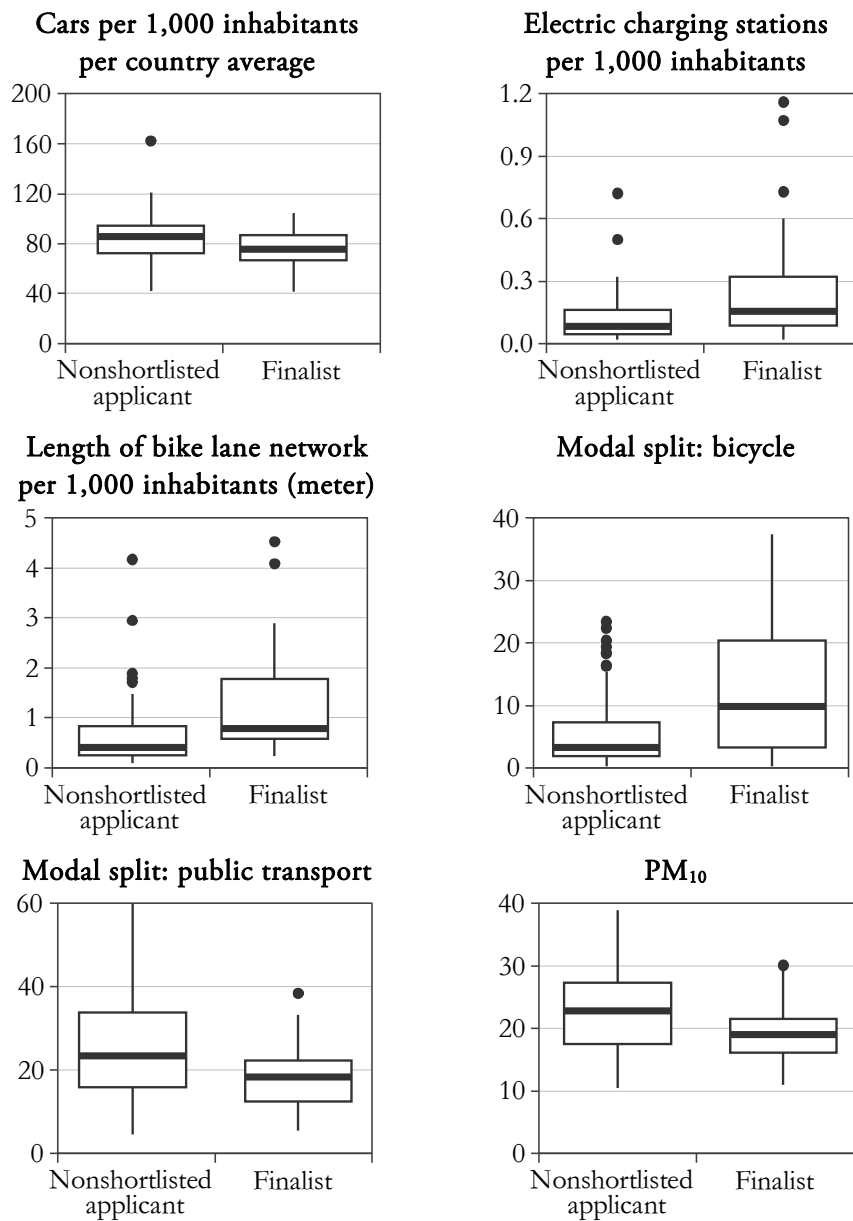 Cars per 1,000 inhabitants
per country average
200
160
120
80
40
0
Nonshortlisted
applicant
Finalist
Electric charging stations
per 1,000 inhabitants
1.2
0.9
0.6
0.3
0.0
Nonshortlisted
applicant
Finalist
Length of bike lane network
per 1,000 inhabitants (meter)
5
4
3
2
1
0
Nonshortlisted
applicant
Finalist
Modal split: bicycle
40
30
20
10
0
Nonshortlisted
applicant
Finalist
Modal split: public transport
60
40
20
0
Nonshortlisted
applicant
Finalist
PM₁₀
40
30
20
10
0
Nonshortlisted
applicant
Finalist